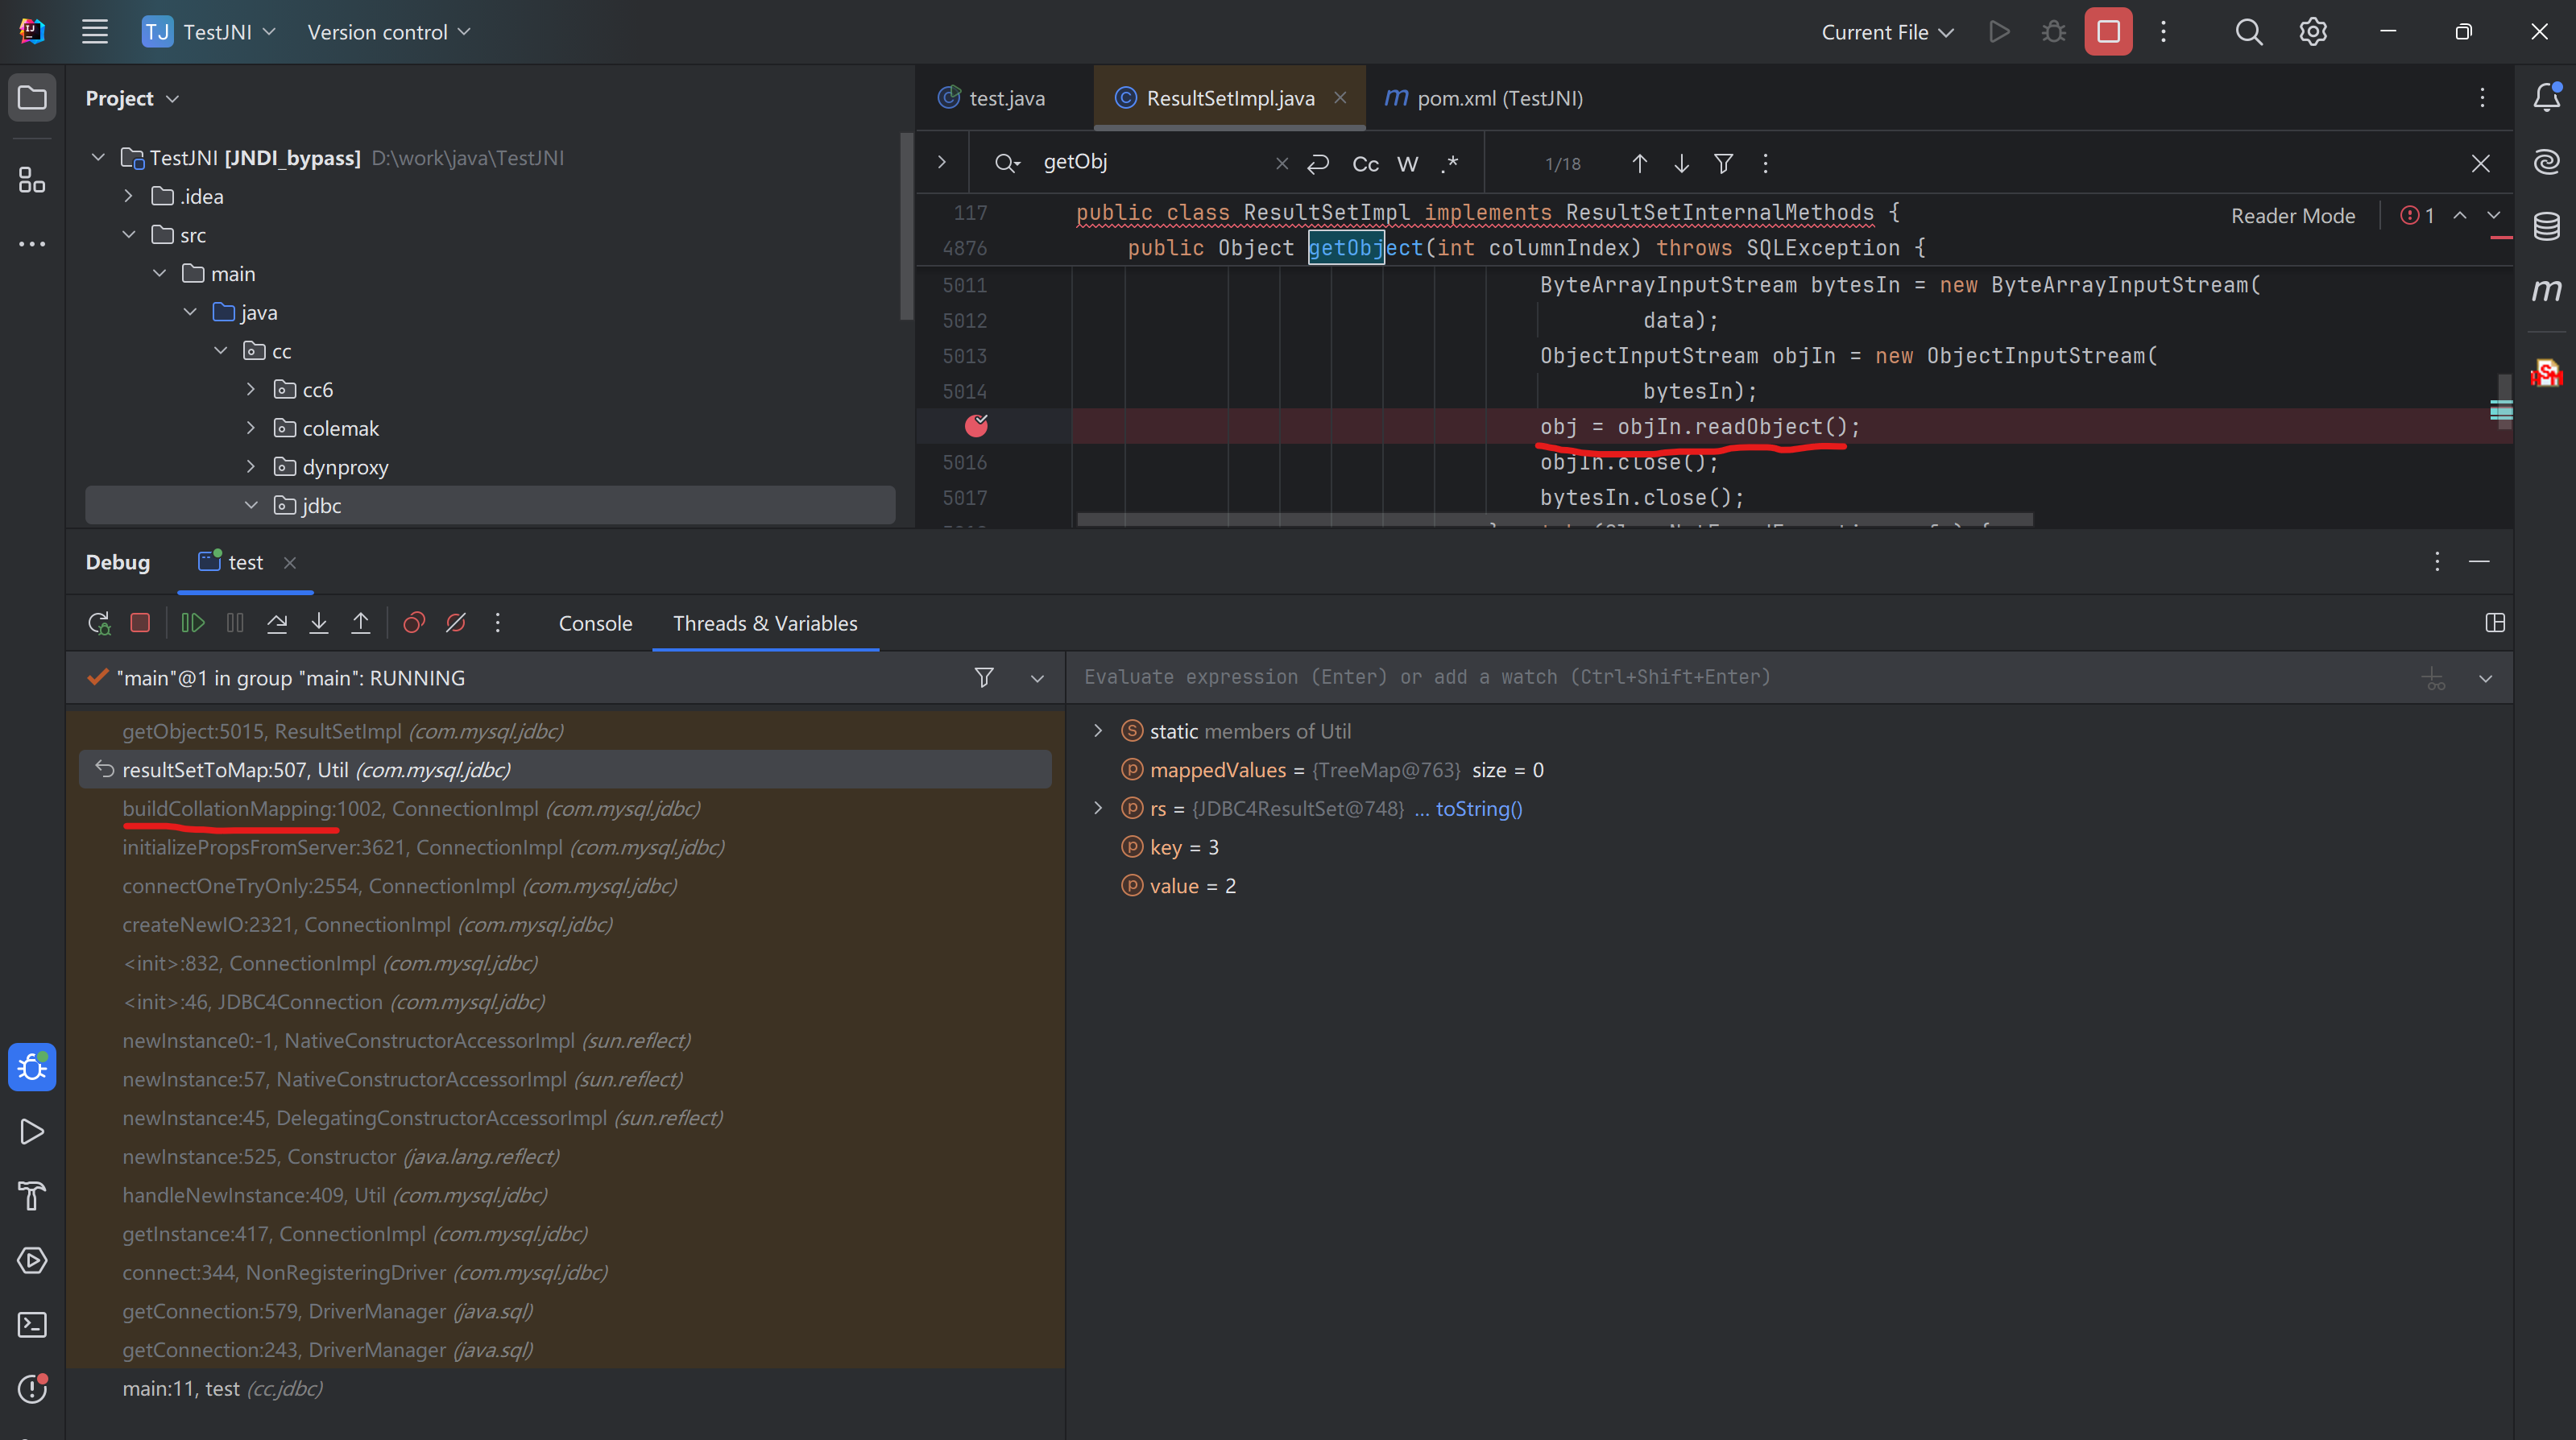 TJ TestJNI Version control Current File
Project
TestJNI [JNDI_bypass] D:\work\java\TestJNI
.idea
src
main
java
cc
cc6
colemak
dynproxy
jdbc
test.java ResultSetImpl.java pom.xml (TestJNI)
getObj Cc W .* 1/18
Reader Mode 1
117 public class ResultSetImpl implements ResultSetInternalMethods {
4876 public Object getObject(int columnIndex) throws SQLException {
5011 ByteArrayInputStream bytesIn = new ByteArrayInputStream(
5012 data);
5013 ObjectInputStream objIn = new ObjectInputStream(
5014 bytesIn);
obj = objIn.readObject();
5016 objIn.close();
5017 bytesIn.close();
Debug test
Console Threads & Variables
"main"@1 in group "main": RUNNING
Evaluate expression (Enter) or add a watch (Ctrl+Shift+Enter)
getObject:5015, ResultSetImpl (com.mysql.jdbc)
resultSetToMap:507, Util (com.mysql.jdbc)
buildCollationMapping:1002, ConnectionImpl (com.mysql.jdbc)
initializePropsFromServer:3621, ConnectionImpl (com.mysql.jdbc)
connectOneTryOnly:2554, ConnectionImpl (com.mysql.jdbc)
createNewIO:2321, ConnectionImpl (com.mysql.jdbc)
<init>:832, ConnectionImpl (com.mysql.jdbc)
<init>:46, JDBC4Connection (com.mysql.jdbc)
newInstance0:-1, NativeConstructorAccessorImpl (sun.reflect)
newInstance:57, NativeConstructorAccessorImpl (sun.reflect)
newInstance:45, DelegatingConstructorAccessorImpl (sun.reflect)
newInstance:525, Constructor (java.lang.reflect)
handleNewInstance:409, Util (com.mysql.jdbc)
getInstance:417, ConnectionImpl (com.mysql.jdbc)
connect:344, NonRegisteringDriver (com.mysql.jdbc)
getConnection:579, DriverManager (java.sql)
getConnection:243, DriverManager (java.sql)
main:11, test (cc.jdbc)
static members of Util
mappedValues = {TreeMap@763} size = 0
rs = {JDBC4ResultSet@748} ... toString()
key = 3
value = 2